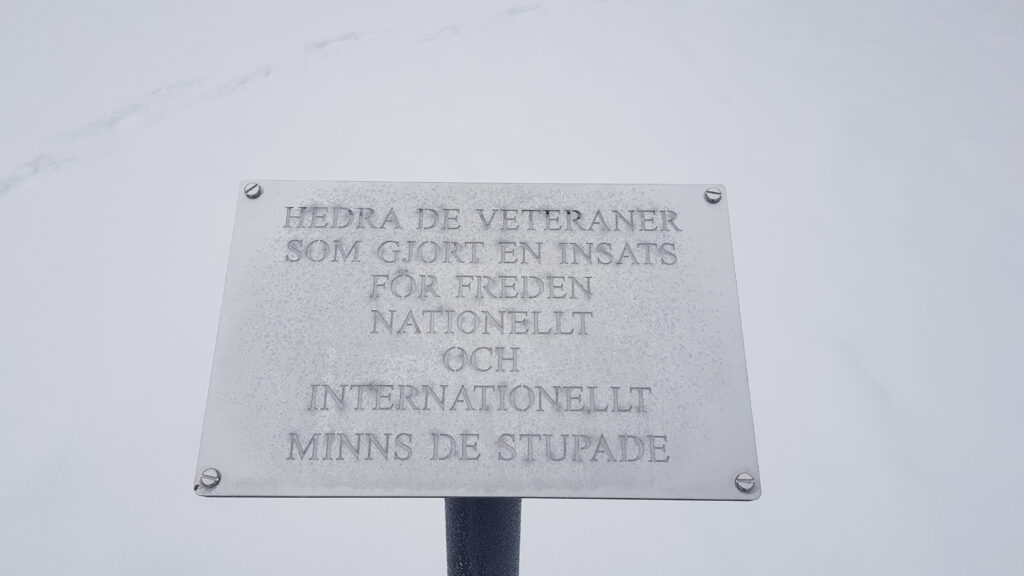 HEDRA DE VETERANER
SOM GJORT EN INSATS
FÖR FREDEN
NATIONELLT
OCH
INTERNATIONELLT
MINNS DE STUPADE